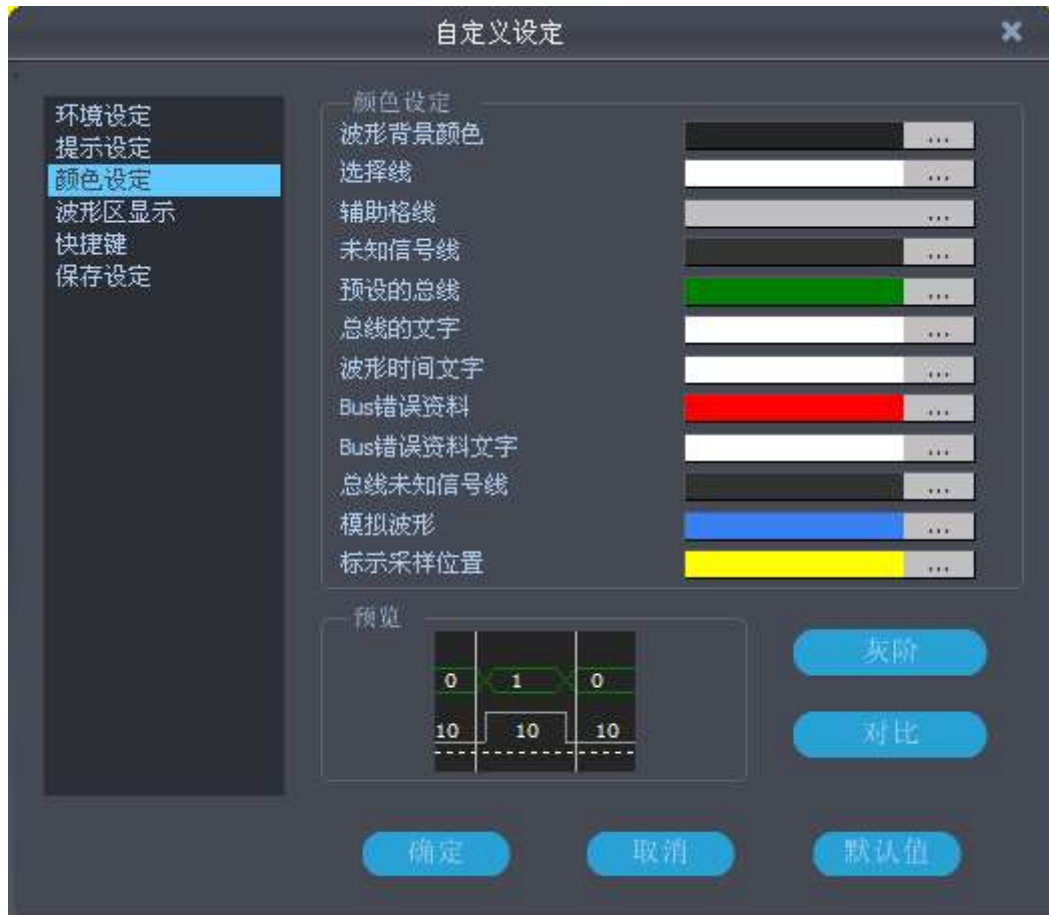 自定义设定
环境设定
提示设定
颜色设定
波形区显示
快捷键
保存设定
颜色设定
波形背景颜色 ...
选择线 ...
辅助格线 ...
未知信号线 ...
预设的总线 ...
总线的文字 ...
波形时间文字 ...
Bus错误资料 ...
Bus错误资料文字 ...
总线未知信号线 ...
模拟波形 ...
标示采样位置 ...
预览
0 1 0
10 10 10
灰阶
对比
确定 取消 默认值